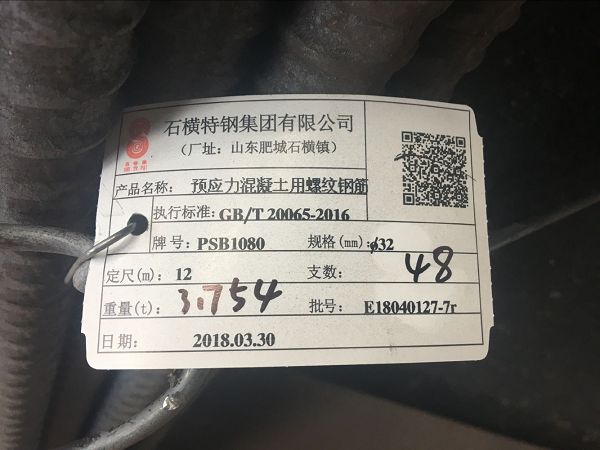 石横特钢集团有限公司
（厂址：山东肥城石横镇）
产品名称： 预应力混凝土用螺纹钢筋
执行标准：GB/T 20065-2016
牌号：PSB1080 规格(mm)：ϕ32
定尺(m)：12 支数： 48
重量(t)： 3.754 批号： E18040127-7r
日期： 2018.03.30